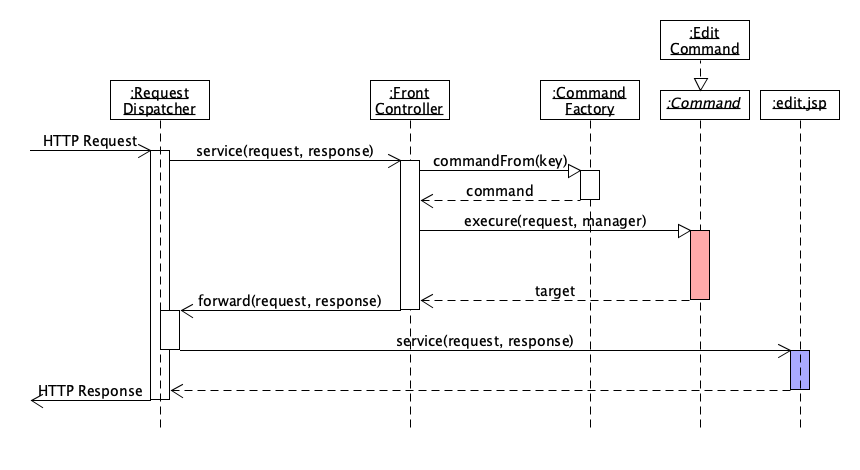 :Edit
Command
:Request
Dispatcher
:Front
Controller
:Command
Factory
:Command
:edit.jsp
HTTP Request
service(request, response)
commandFrom(key)
command
execure(request, manager)
target
forward(request, response)
service(request, response)
HTTP Response